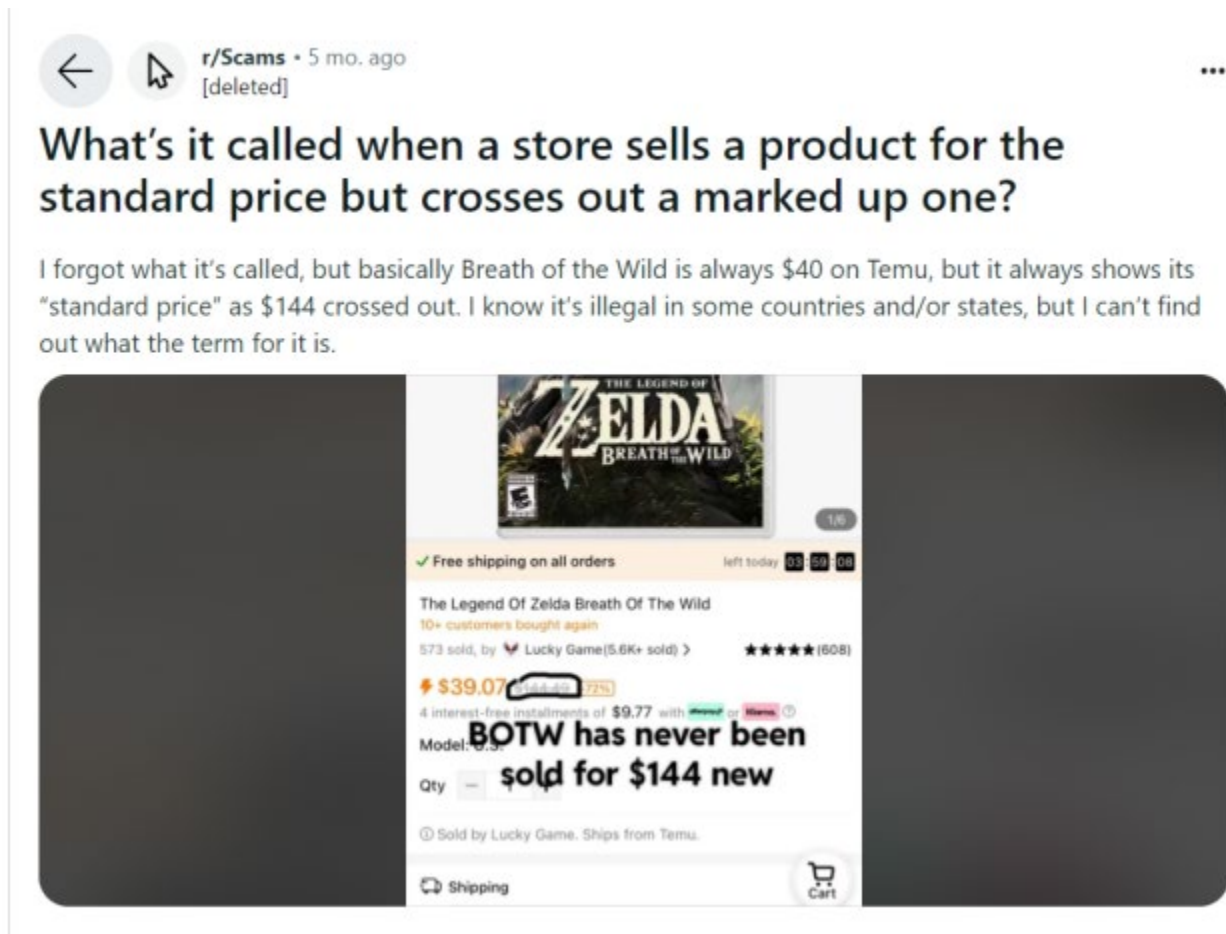 r/Scams • 5 mo. ago
[deleted]
What's it called when a store sells a product for the
standard price but crosses out a marked up one?
I forgot what it's called, but basically Breath of the Wild is always $40 on Temu, but it always shows its
“standard price" as $144 crossed out. I know it's illegal in some countries and/or states, but I can't find
out what the term for it is.
THE LEGEND OF
ZELDA
BREATH OF THE WILD
E
1/6
✓ Free shipping on all orders left today 03:59:08
The Legend Of Zelda Breath Of The Wild
10+ customers bought again
573 sold, by Lucky Game(5.6K+ sold) > ★★★★★(608)
$39.07 -72%
4 interest-free installments of $9.77 with or Klarna.
Model:
BOTW has never been
sold for $144 new
Qty −
Sold by Lucky Game. Ships from Temu.
Shipping
Cart